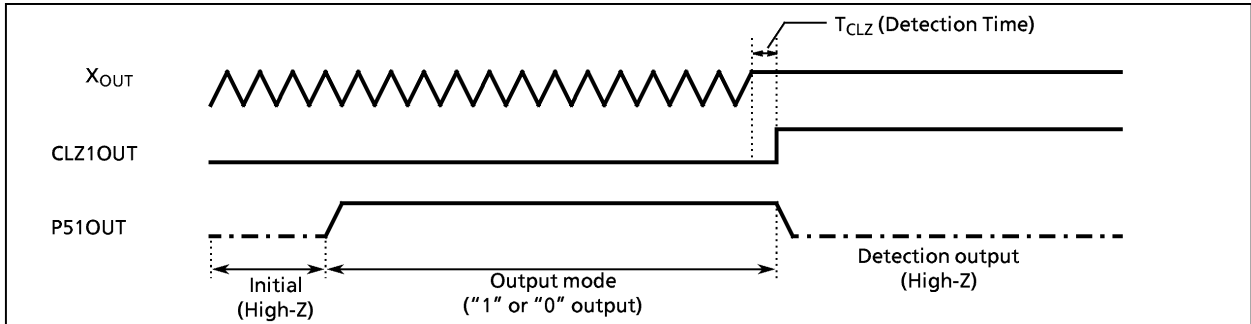 TCLZ (Detection Time)
XOUT
CLZ1OUT
P51OUT
Initial
(High-Z)
Output mode
(“1” or “0” output)
Detection output
(High-Z)